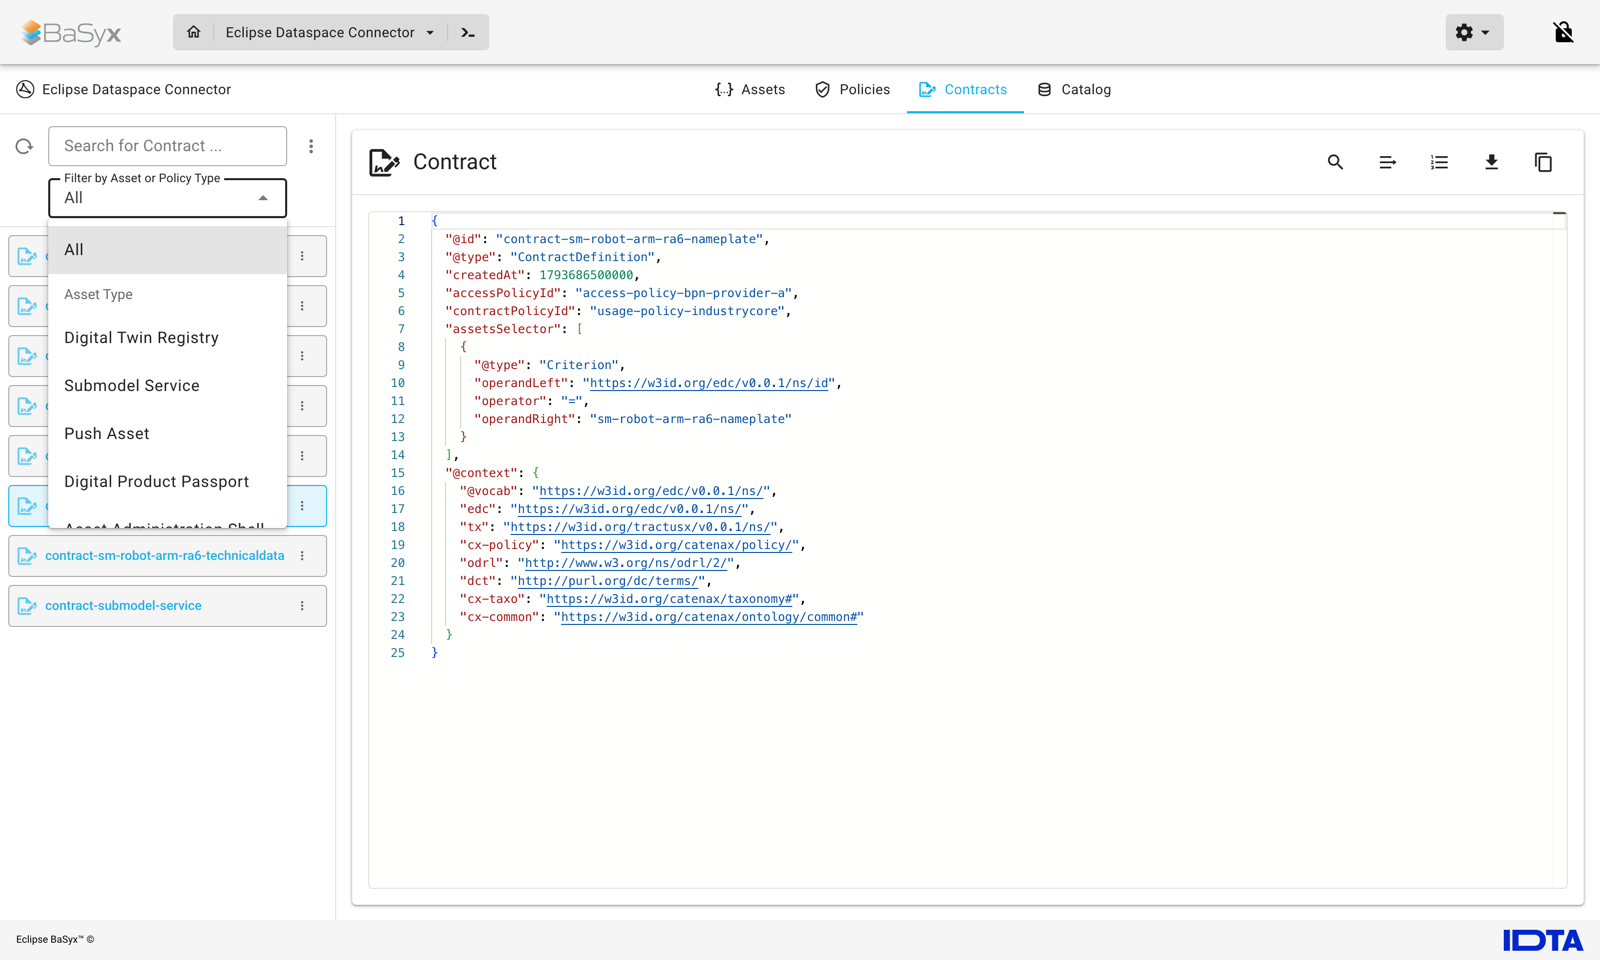 BaSyx
Eclipse Dataspace Connector
Eclipse Dataspace Connector
Assets
Policies
Contracts
Catalog
Search for Contract ...
Filter by Asset or Policy Type
All
All
Asset Type
Digital Twin Registry
Submodel Service
Push Asset
Digital Product Passport
Asset Administration Shell
contract-sm-robot-arm-ra6-technicaldata
contract-submodel-service
Contract
1 {
2 "@id": "contract-sm-robot-arm-ra6-nameplate",
3 "@type": "ContractDefinition",
4 "createdAt": 1793686500000,
5 "accessPolicyId": "access-policy-bpn-provider-a",
6 "contractPolicyId": "usage-policy-industrycore",
7 "assetsSelector": [
8 {
9 "@type": "Criterion",
10 "operandLeft": "https://w3id.org/edc/v0.0.1/ns/id",
11 "operator": "=",
12 "operandRight": "sm-robot-arm-ra6-nameplate"
13 }
14 ],
15 "@context": {
16 "@vocab": "https://w3id.org/edc/v0.0.1/ns/",
17 "edc": "https://w3id.org/edc/v0.0.1/ns/",
18 "tx": "https://w3id.org/tractusx/v0.0.1/ns/",
19 "cx-policy": "https://w3id.org/catenax/policy/",
20 "odrl": "http://www.w3.org/ns/odrl/2/",
21 "dct": "http://purl.org/dc/terms/",
22 "cx-taxo": "https://w3id.org/catenax/taxonomy#",
23 "cx-common": "https://w3id.org/catenax/ontology/common#"
24 }
25 }
Eclipse BaSyx™ ©
IDTA